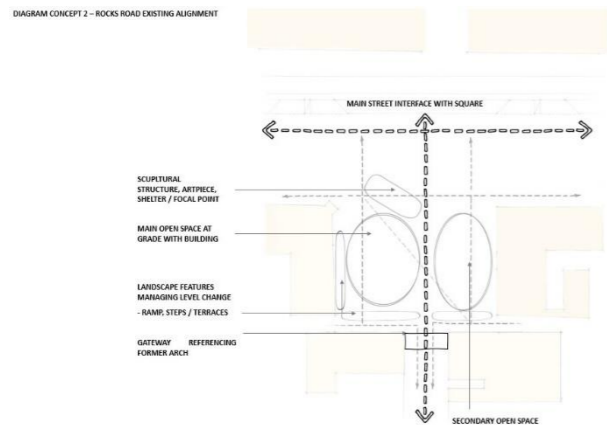 DIAGRAM CONCEPT 2 – ROCKS ROAD EXISTING ALIGNMENT
MAIN STREET INTERFACE WITH SQUARE
SCUPLTURAL
STRUCTURE, ARTPIECE,
SHELTER / FOCAL POINT
MAIN OPEN SPACE AT
GRADE WITH BUILDING
LANDSCAPE FEATURES
MANAGING LEVEL CHANGE
- RAMP, STEPS / TERRACES
GATEWAY REFERENCING
FORMER ARCH
SECONDARY OPEN SPACE